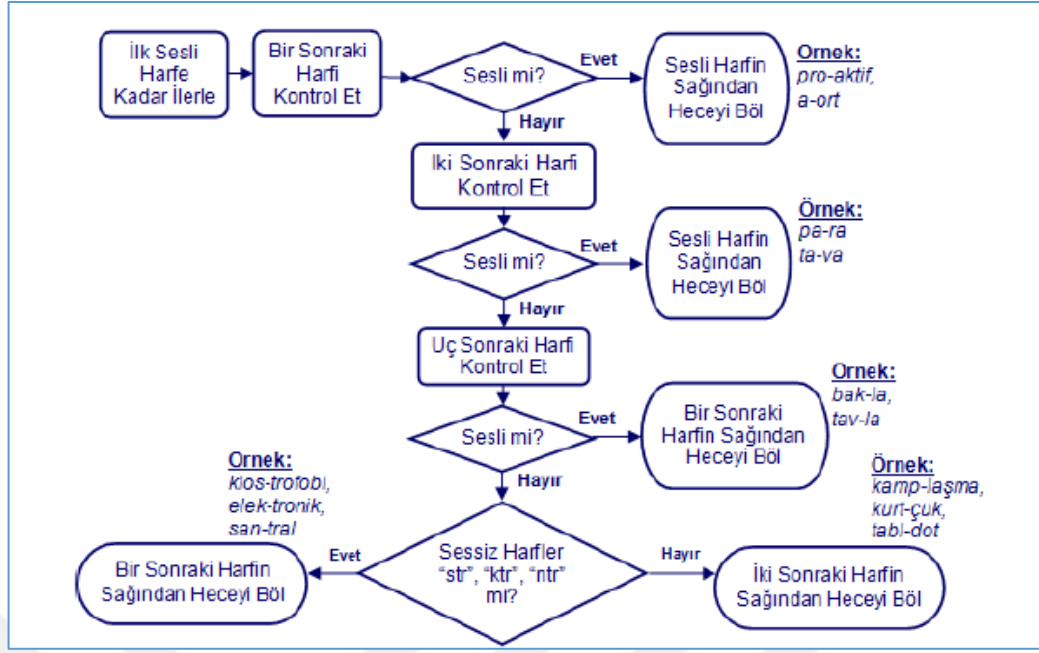 İlk Sesli
Harfe
Kadar İlerle
Bir Sonraki
Harfi
Kontrol Et
Sesli mi?
Evet
Sesli Harfin
Sağından
Heceyi Böl
Ornek:
pro-aktif,
a-ort
Hayır
Iki Sonraki Harfi
Kontrol Et
Sesli mi?
Evet
Sesli Harfin
Sağından
Heceyi Böl
Örnek:
pa-ra
ta-va
Hayır
Uç Sonraki Harfi
Kontrol Et
Sesli mi?
Evet
Bir Sonraki
Harfin Sağından
Heceyi Böl
Ornek:
bak-la,
tav-la
Hayır
Sessiz Harfler
“str”, “ktr”, “ntr”
mi?
Evet
Bir Sonraki Harfin
Sağından Heceyi Böl
Ornek:
klos-trofobi,
elek-tronik,
san-tral
Hayır
İki Sonraki Harfin
Sağından Heceyi Böl
Örnek:
kamp-laşma,
kurt-çuk,
tabl-dot